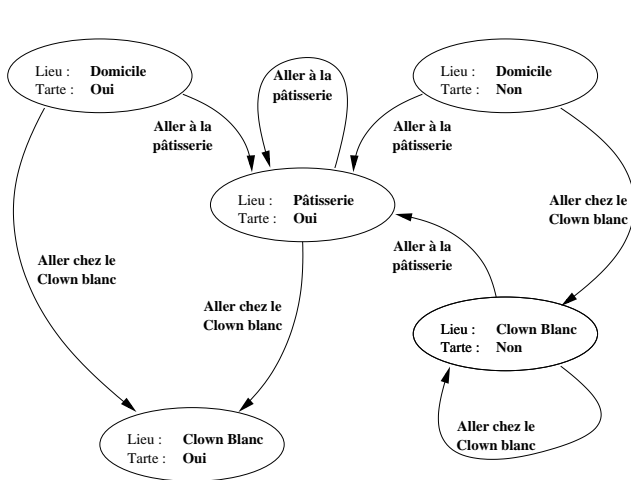 Lieu : Domicile
Tarte : Oui
Aller à la
pâtisserie
Lieu : Domicile
Tarte : Non
Aller à la
pâtisserie
Aller à la
pâtisserie
Lieu : Pâtisserie
Tarte : Oui
Aller chez le
Clown blanc
Aller à la
pâtisserie
Aller chez le
Clown blanc
Aller chez le
Clown blanc
Lieu : Clown Blanc
Tarte : Non
Aller chez le
Clown blanc
Lieu : Clown Blanc
Tarte : Oui